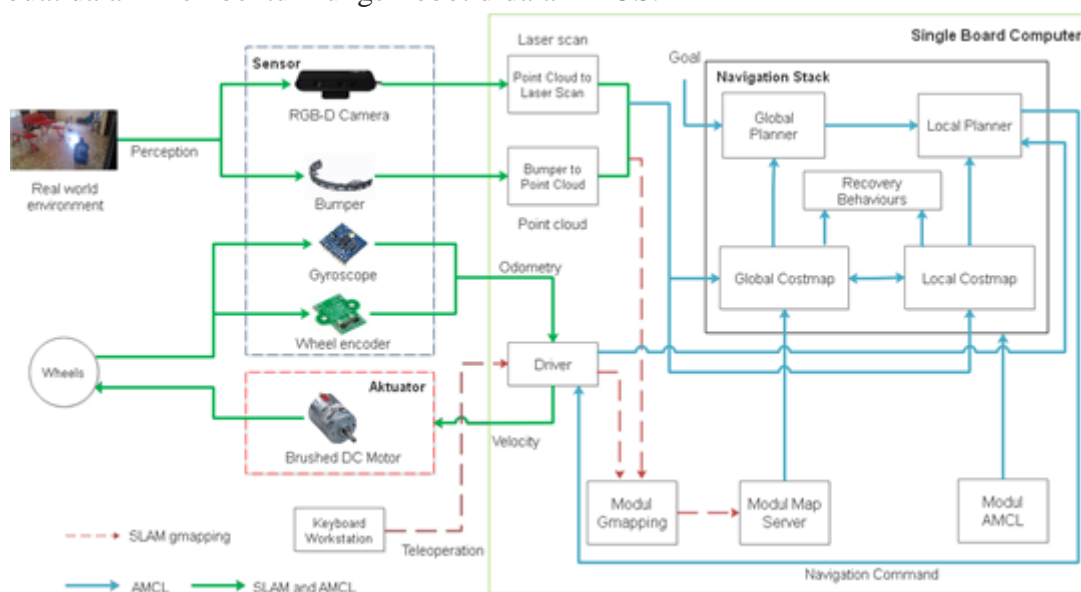 Single Board Computer
Laser scan
Goal
Sensor
Point Cloud to
Laser Scan
Navigation Stack
Global
Planner
Local Planner
RGB-D Camera
Perception
Real world
environment
Bumper
Bumper to
Point Cloud
Point cloud
Recovery
Behaviours
Gyroscope
Odometry
Global Costmap
Local Costmap
Wheel encoder
Wheels
Driver
Aktuator
Brushed DC Motor
Velocity
Modul
Gmapping
Modul Map
Server
Modul
AMCL
Keyboard
Workstation
Teleoperation
SLAM gmapping
Navigation Command
AMCL
SLAM and AMCL